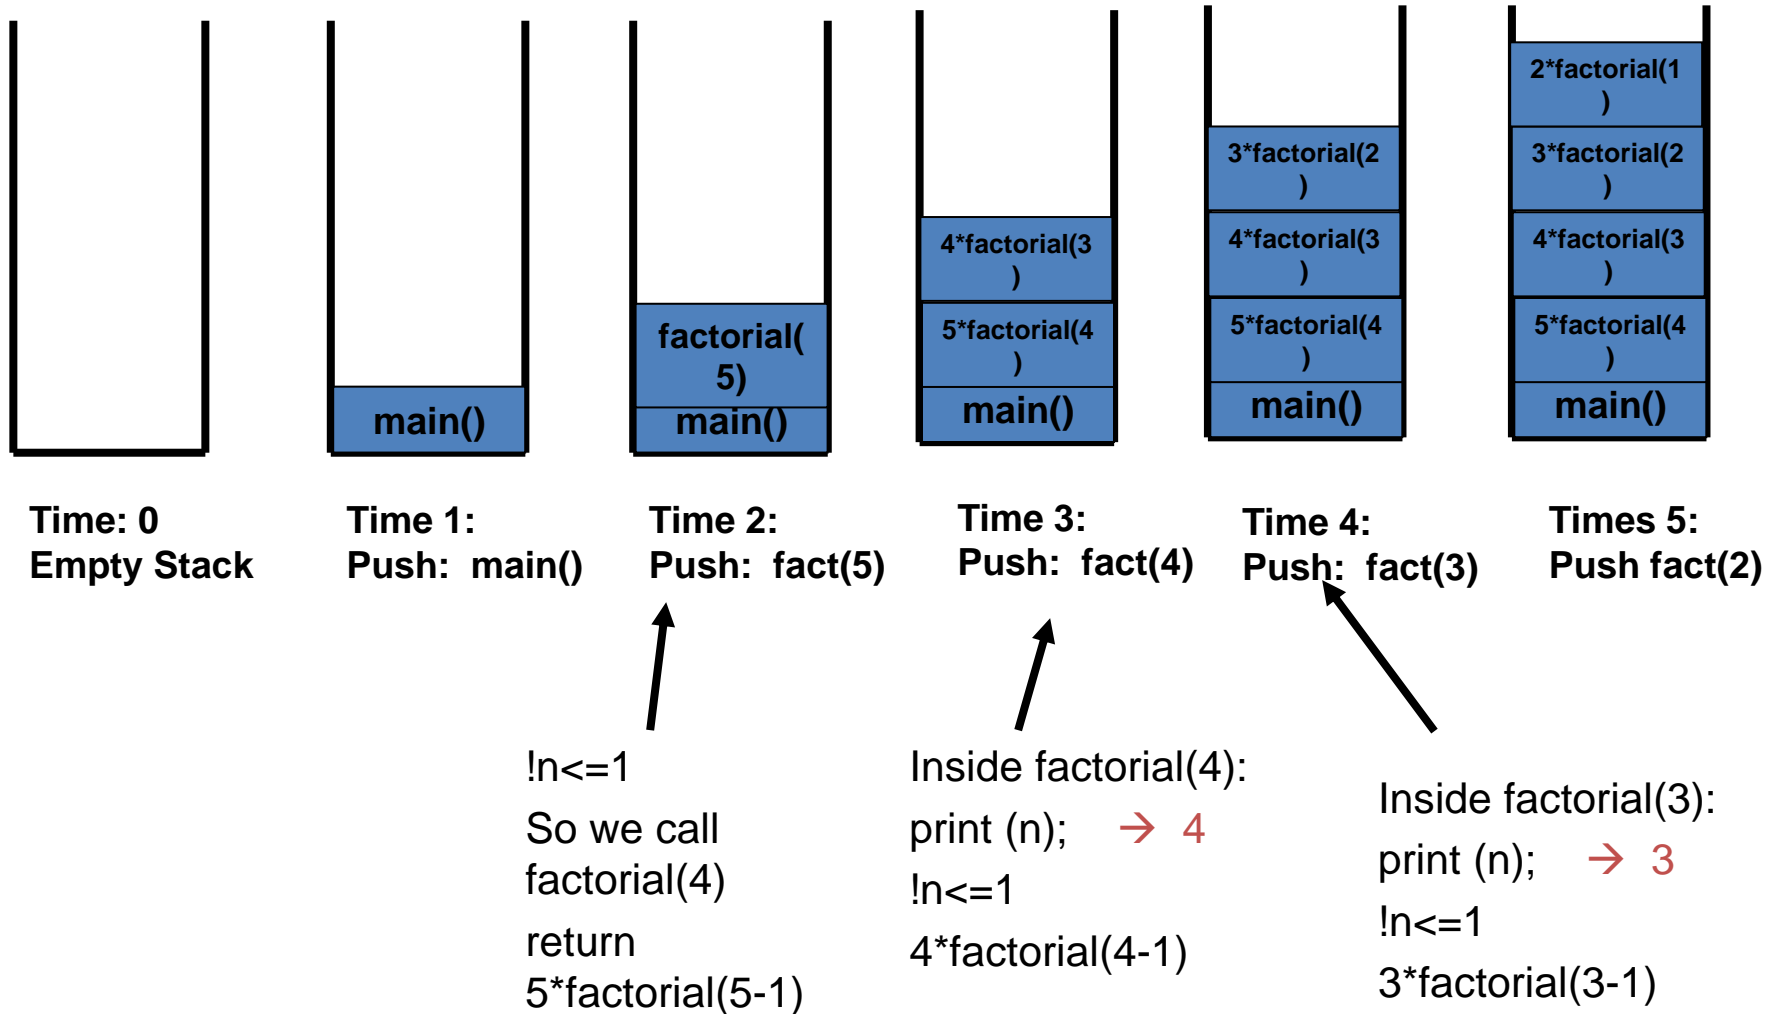 main()
factorial(
5)
main()
4*factorial(3
)
5*factorial(4
)
main()
3*factorial(2
)
4*factorial(3
)
5*factorial(4
)
main()
2*factorial(1
)
3*factorial(2
)
4*factorial(3
)
5*factorial(4
)
main()
Time: 0
Empty Stack
Time 1:
Push: main()
Time 2:
Push: fact(5)
Time 3:
Push: fact(4)
Time 4:
Push: fact(3)
Times 5:
Push fact(2)
!n<=1
So we call
factorial(4)
return
5*factorial(5-1)
Inside factorial(4):
print (n); → 4
!n<=1
4*factorial(4-1)
Inside factorial(3):
print (n); → 3
!n<=1
3*factorial(3-1)